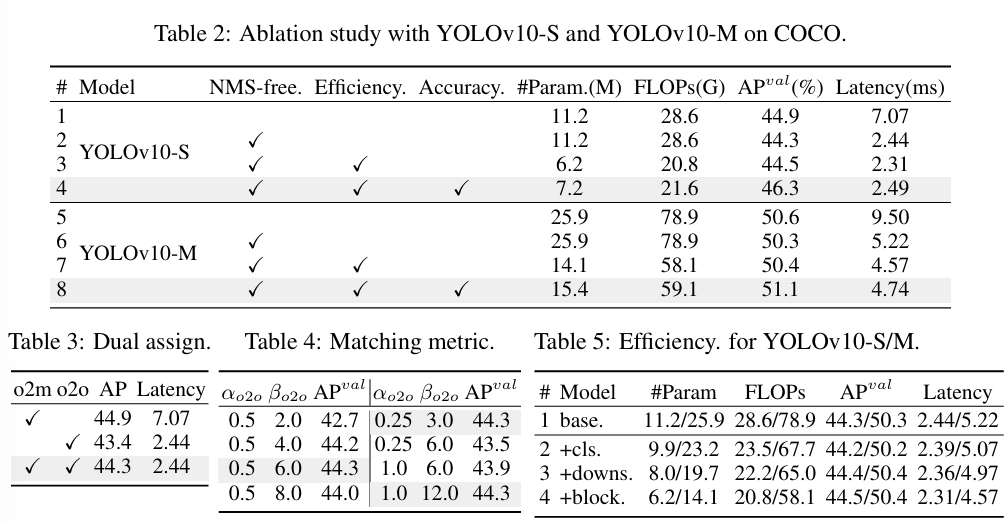 Table 2: Ablation study with YOLOv10-S and YOLOv10-M on COCO.
# Model NMS-free. Efficiency. Accuracy. #Param.(M) FLOPs(G) AP^val(%) Latency(ms)
1 11.2 28.6 44.9 7.07
2 ✓ 11.2 28.6 44.3 2.44
YOLOv10-S
3 ✓ ✓ 6.2 20.8 44.5 2.31
4 ✓ ✓ ✓ 7.2 21.6 46.3 2.49
5 25.9 78.9 50.6 9.50
6 ✓ 25.9 78.9 50.3 5.22
YOLOv10-M
7 ✓ ✓ 14.1 58.1 50.4 4.57
8 ✓ ✓ ✓ 15.4 59.1 51.1 4.74
Table 3: Dual assign.
o2m o2o AP Latency
✓ 44.9 7.07
✓ 43.4 2.44
✓ ✓ 44.3 2.44
Table 4: Matching metric.
α_o2o β_o2o AP^val α_o2o β_o2o AP^val
0.5 2.0 42.7 0.25 3.0 44.3
0.5 4.0 44.2 0.25 6.0 43.5
0.5 6.0 44.3 1.0 6.0 43.9
0.5 8.0 44.0 1.0 12.0 44.3
Table 5: Efficiency. for YOLOv10-S/M.
# Model #Param FLOPs AP^val Latency
1 base. 11.2/25.9 28.6/78.9 44.3/50.3 2.44/5.22
2 +cls. 9.9/23.2 23.5/67.7 44.2/50.2 2.39/5.07
3 +downs. 8.0/19.7 22.2/65.0 44.4/50.4 2.36/4.97
4 +block. 6.2/14.1 20.8/58.1 44.5/50.4 2.31/4.57